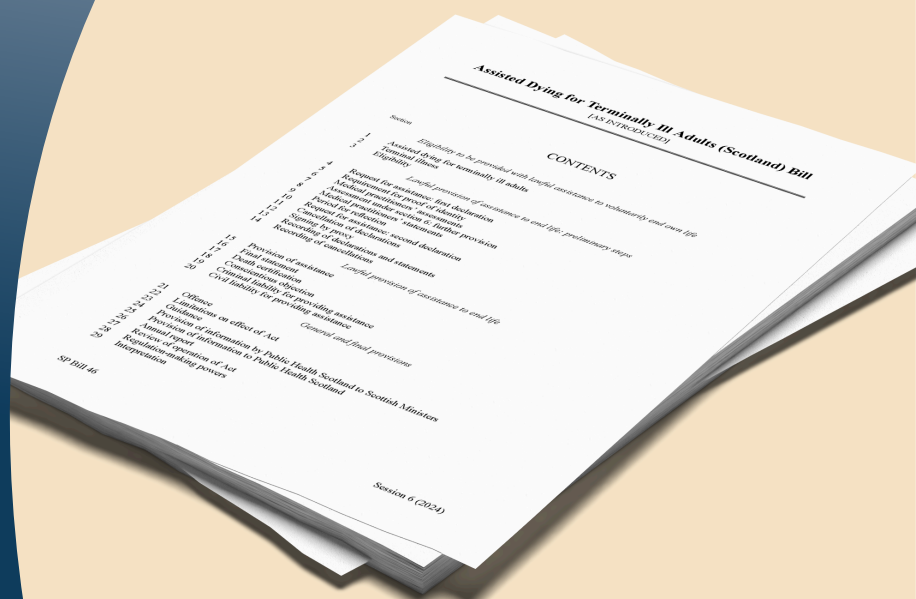 Assisted Dying for Terminally Ill Adults (Scotland) Bill
[AS INTRODUCED]
CONTENTS
Section
Eligibility to be provided with lawful assistance to voluntarily end own life
1 Assisted dying for terminally ill adults
2 Terminal illness
3 Eligibility
Lawful provision of assistance to end life: preliminary steps
4 Request for assistance: first declaration
5 Requirement for proof of identity
6 Medical practitioners' assessments
7 Assessment under section 6: further provision
8 Medical practitioners' statements
9 Period for reflection
10 Request for assistance: second declaration
11 Cancellation of declarations
12 Signing by proxy
13 Recording of declarations and statements
14 Recording of cancellations
Lawful provision of assistance to end life
15 Provision of assistance
16 Final statement
17 Death certification
18 Conscientious objection
19 Criminal liability for providing assistance
20 Civil liability for providing assistance
General and final provisions
21 Offence
22 Limitations on effect of Act
23 Guidance
24 Provision of information by Public Health Scotland to Scottish Ministers
25 Provision of information to Public Health Scotland
26 Annual report
27 Review of operation of Act
28 Regulation-making powers
29 Interpretation
SP Bill 46
Session 6 (2024)